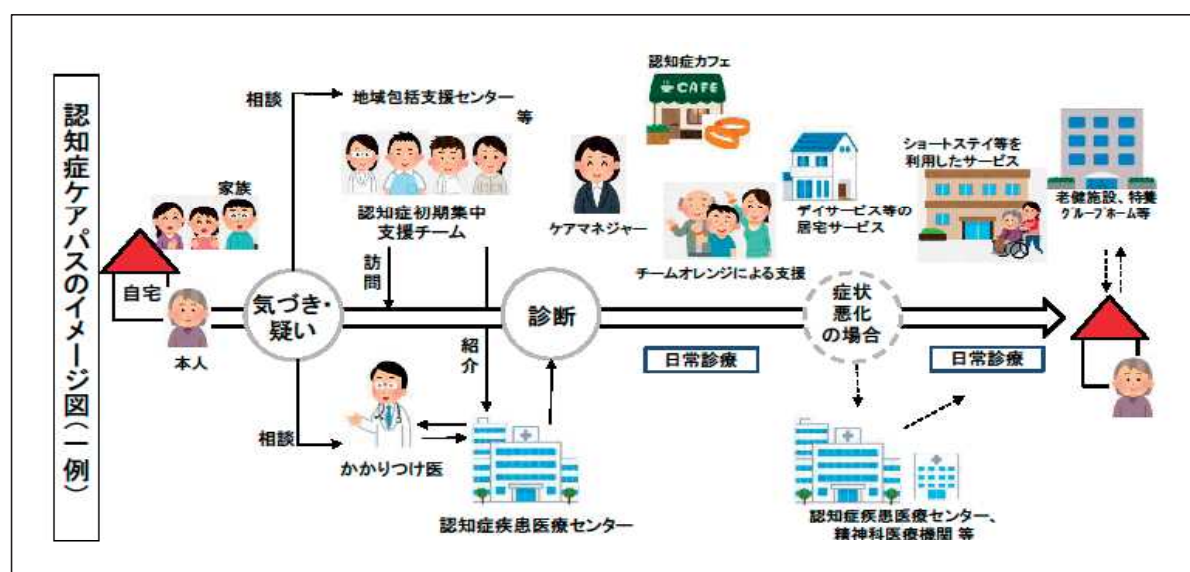 認知症ケアパスのイメージ図(一例)
相談
地域包括支援センター
等
認知症カフェ
CAFE
ショートステイ等を
利用したサービス
家族
認知症初期集中
支援チーム
ケアマネジャー
デイサービス等の
居宅サービス
老健施設、特養
グループホーム等
チームオレンジによる支援
訪問
自宅
気づき・
疑い
診断
症状
悪化
の場合
本人
紹介
日常診療
日常診療
相談
かかりつけ医
認知症疾患医療センター
認知症疾患医療センター、
精神科医療機関 等